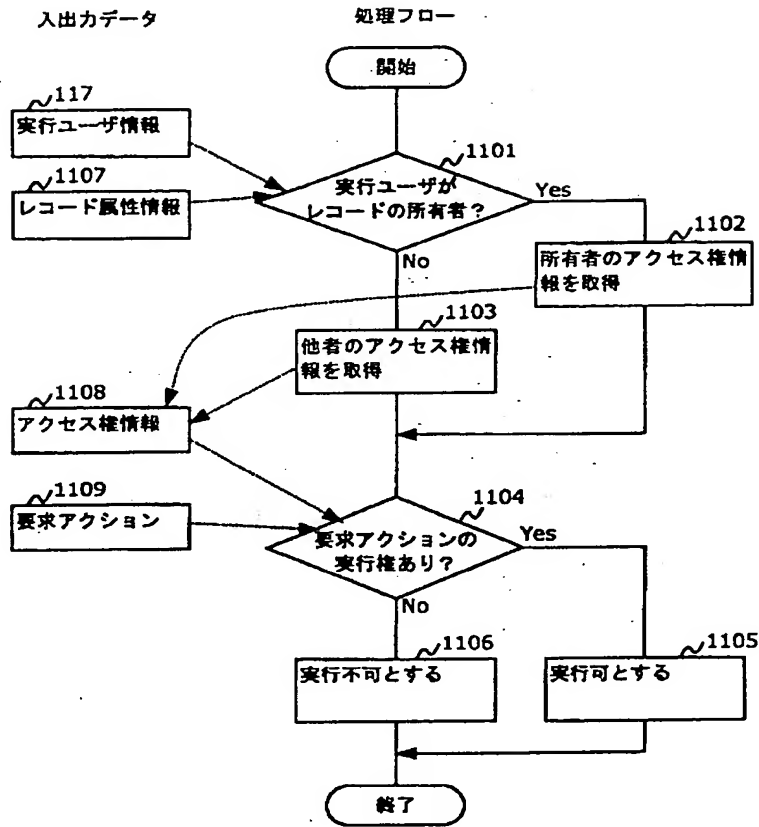 入出力データ
処理フロー
開始
117
実行ユーザ情報
1107
レコード属性情報
1101
実行ユーザが
レコードの所有者？
Yes
No
1102
所有者のアクセス権情
報を取得
1103
他者のアクセス権情
報を取得
1108
アクセス権情報
1109
要求アクション
1104
要求アクションの
実行権あり？
Yes
No
1106
実行不可とする
1105
実行可とする
終了